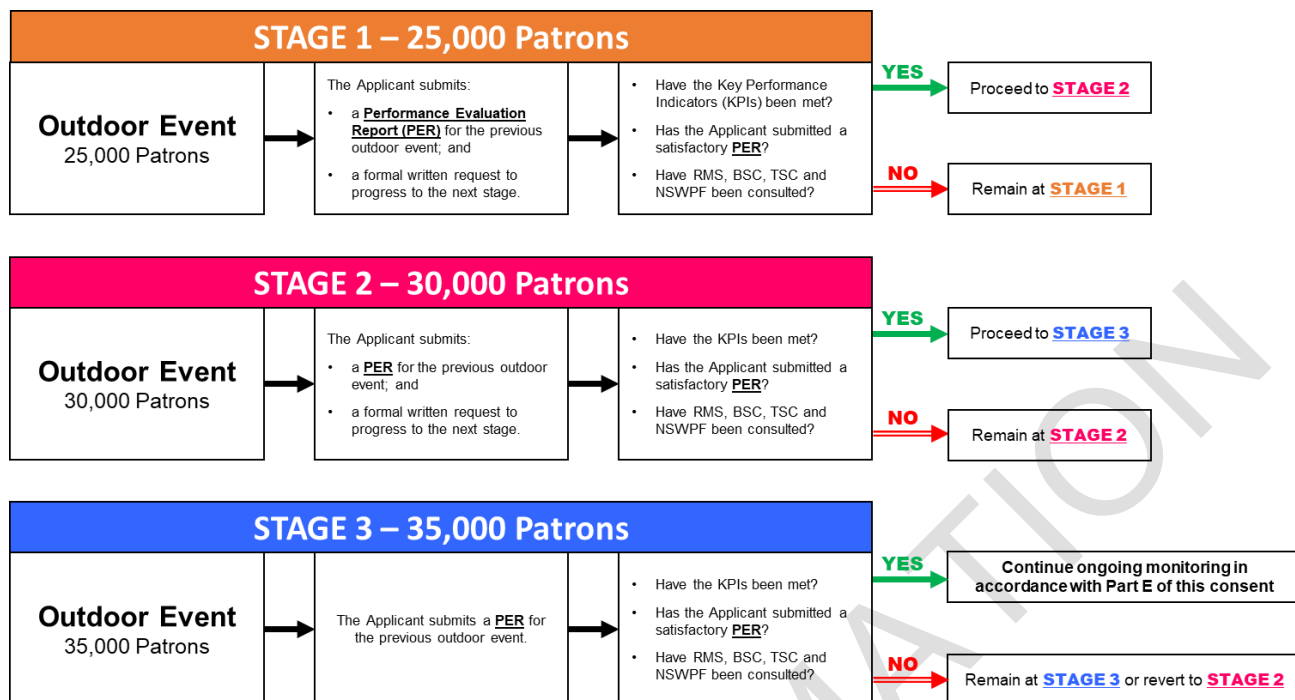 STAGE 1 – 25,000 Patrons
Outdoor Event
25,000 Patrons
The Applicant submits:
• a Performance Evaluation
Report (PER) for the previous
outdoor event; and
• a formal written request to
progress to the next stage.
• Have the Key Performance
Indicators (KPIs) been met?
• Has the Applicant submitted a
satisfactory PER?
• Have RMS, BSC, TSC and
NSWPF been consulted?
YES
Proceed to STAGE 2
NO
Remain at STAGE 1
STAGE 2 – 30,000 Patrons
Outdoor Event
30,000 Patrons
The Applicant submits:
• a PER for the previous outdoor
event; and
• a formal written request to
progress to the next stage.
• Have the KPIs been met?
• Has the Applicant submitted a
satisfactory PER?
• Have RMS, BSC, TSC and
NSWPF been consulted?
YES
Proceed to STAGE 3
NO
Remain at STAGE 2
STAGE 3 – 35,000 Patrons
Outdoor Event
35,000 Patrons
The Applicant submits a PER for
the previous outdoor event.
• Have the KPIs been met?
• Has the Applicant submitted a
satisfactory PER?
• Have RMS, BSC, TSC and
NSWPF been consulted?
YES
Continue ongoing monitoring in
accordance with Part E of this consent
NO
Remain at STAGE 3 or revert to STAGE 2